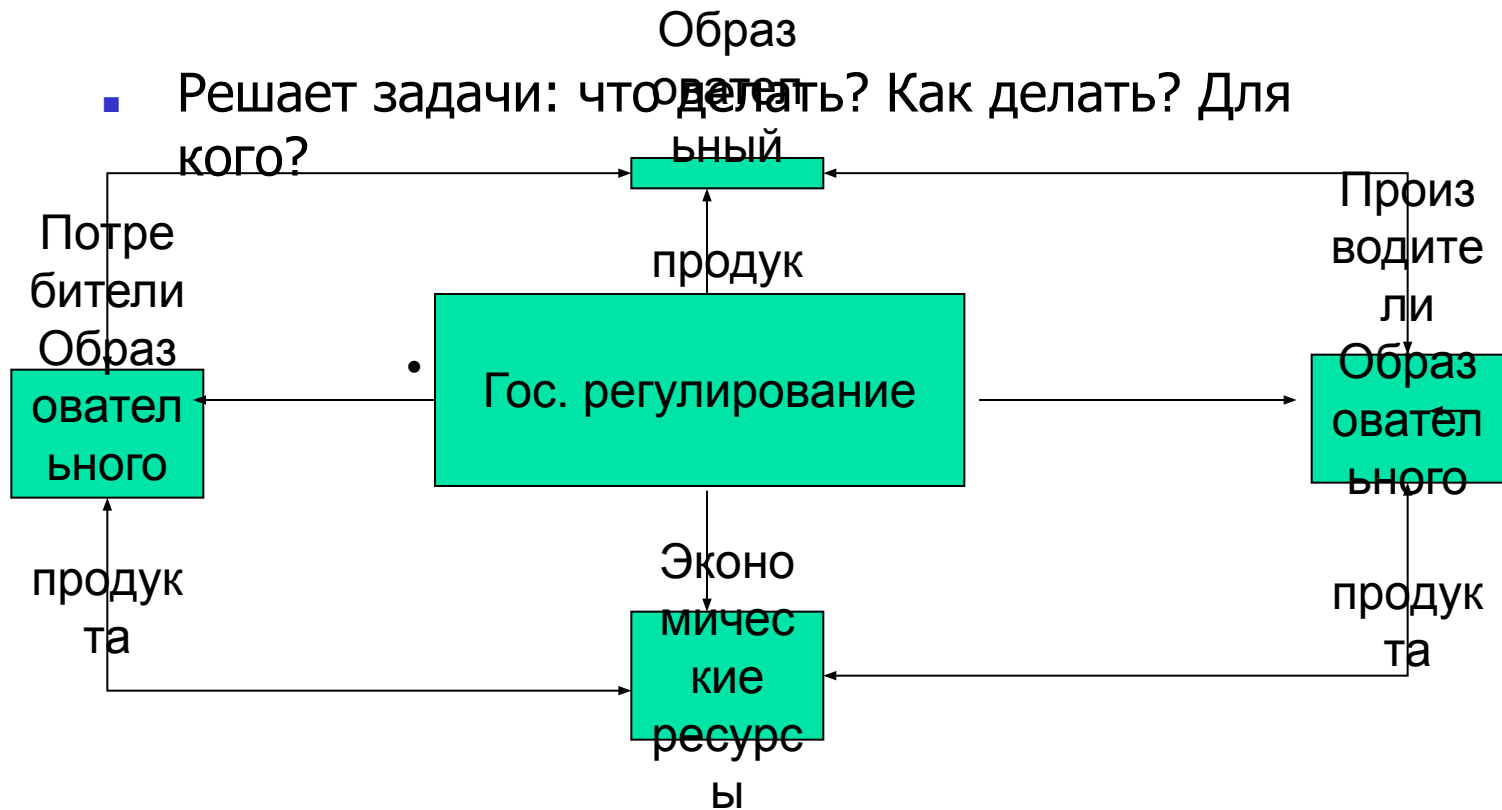 ▪ Решает задачи: что делать? Как делать? Для
кого?
Образ
овател
ьный
продук
Потре
бители
Образ
овател
ьного
продук
та
• Гос. регулирование
Произ
водите
ли
Образ
овател
ьного
продук
та
Эконо
мичес
кие
ресурс
ы